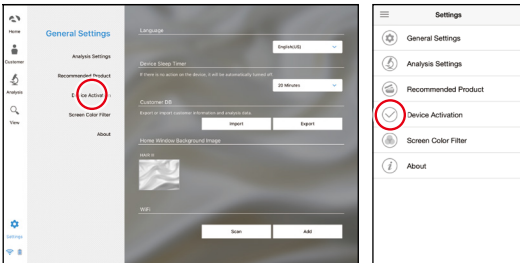 Home
Customer
Analysis
View
Settings
General Settings
Analysis Settings
Recommended Product
Device Activation
Screen Color Filter
About
Language
English(US)
Device Sleep Timer
If there is no action on the device, it will be automatically turned off.
20 Minutes
Customer DB
Export or import customer information and analysis data
Import
Export
Home Window Background Image
WiFi
Scan
Add
Settings
General Settings
Analysis Settings
Recommended Product
Device Activation
Screen Color Filter
About